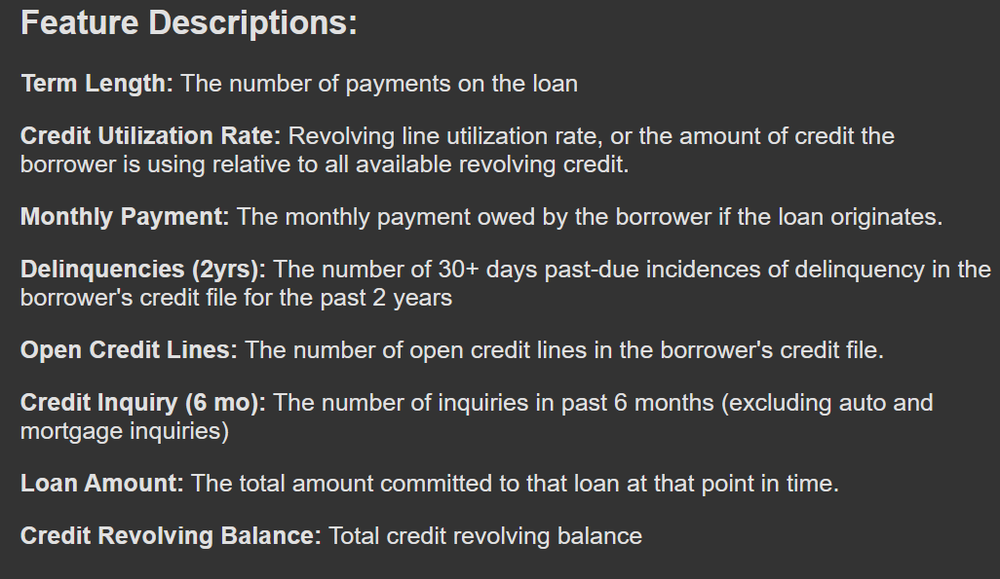 Feature Descriptions:
Term Length: The number of payments on the loan
Credit Utilization Rate: Revolving line utilization rate, or the amount of credit the
borrower is using relative to all available revolving credit.
Monthly Payment: The monthly payment owed by the borrower if the loan originates.
Delinquencies (2yrs): The number of 30+ days past-due incidences of delinquency in the
borrower's credit file for the past 2 years
Open Credit Lines: The number of open credit lines in the borrower's credit file.
Credit Inquiry (6 mo): The number of inquiries in past 6 months (excluding auto and
mortgage inquiries)
Loan Amount: The total amount committed to that loan at that point in time.
Credit Revolving Balance: Total credit revolving balance